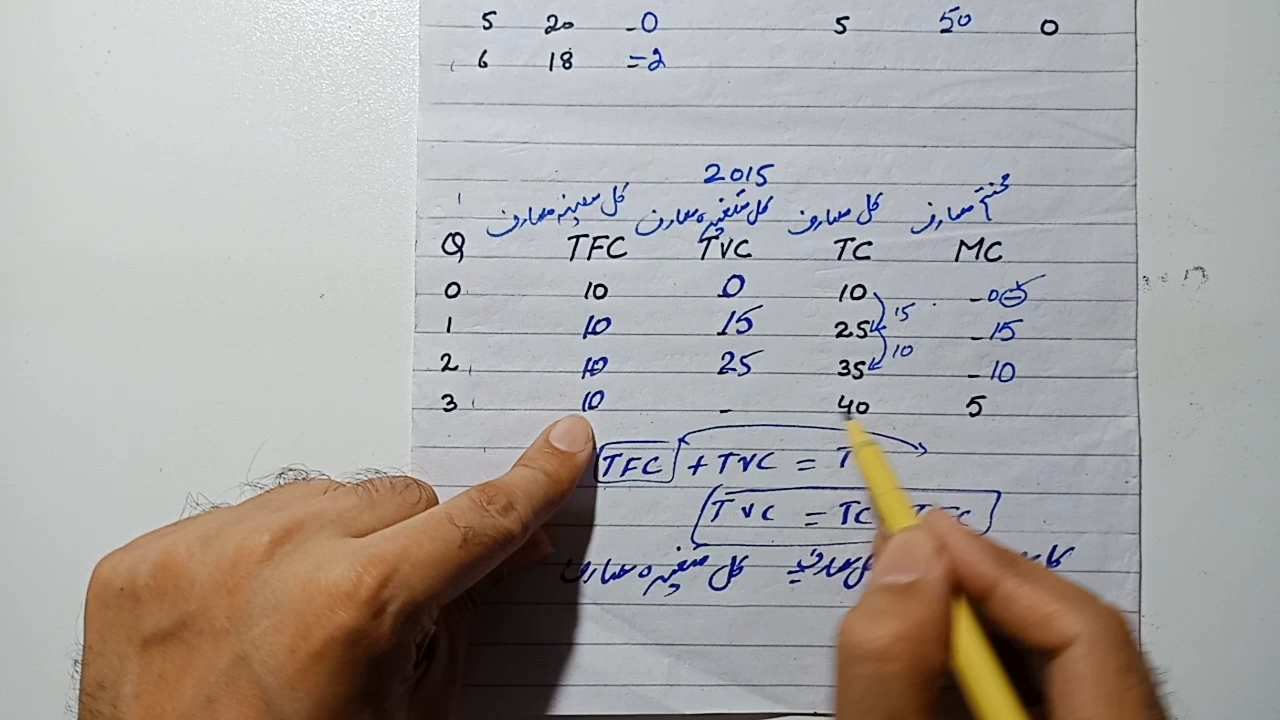 5 20 -0 5 50 0
6 18 =2
2015
کل معینہ مصارف کل متغیرہ مصارف کل مصارف مختتم مصارف
Q TFC TVC TC MC
0 10 0 10 -0
1 10 15 25 15 -15
2 10 25 35 10 -10
3 10 - 40 5
TFC + TVC = T
TVC = TC
کل متغیرہ مصارف کل